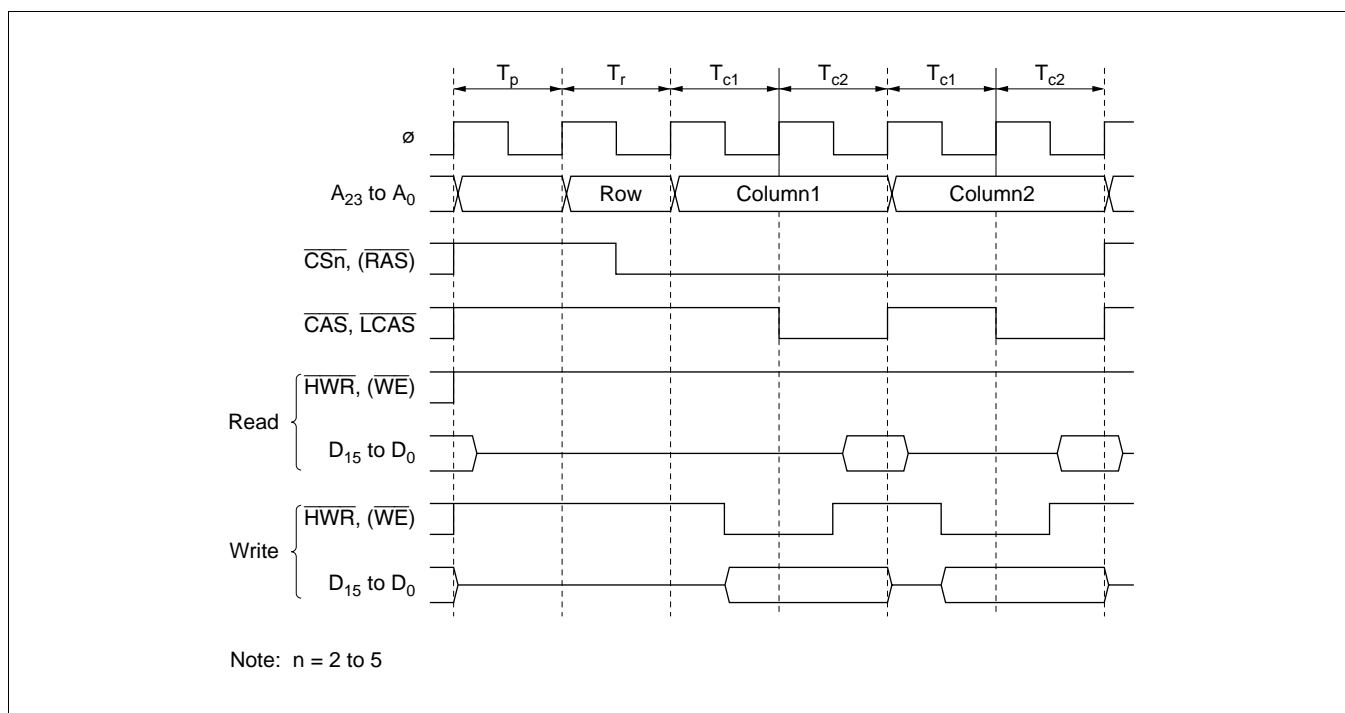 Tp Tr Tc1 Tc2 Tc1 Tc2
ø
A23 to A0 Row Column1 Column2
CSn, (RAS)
CAS, LCAS
Read
HWR, (WE)
D15 to D0
Write
HWR, (WE)
D15 to D0
Note: n = 2 to 5